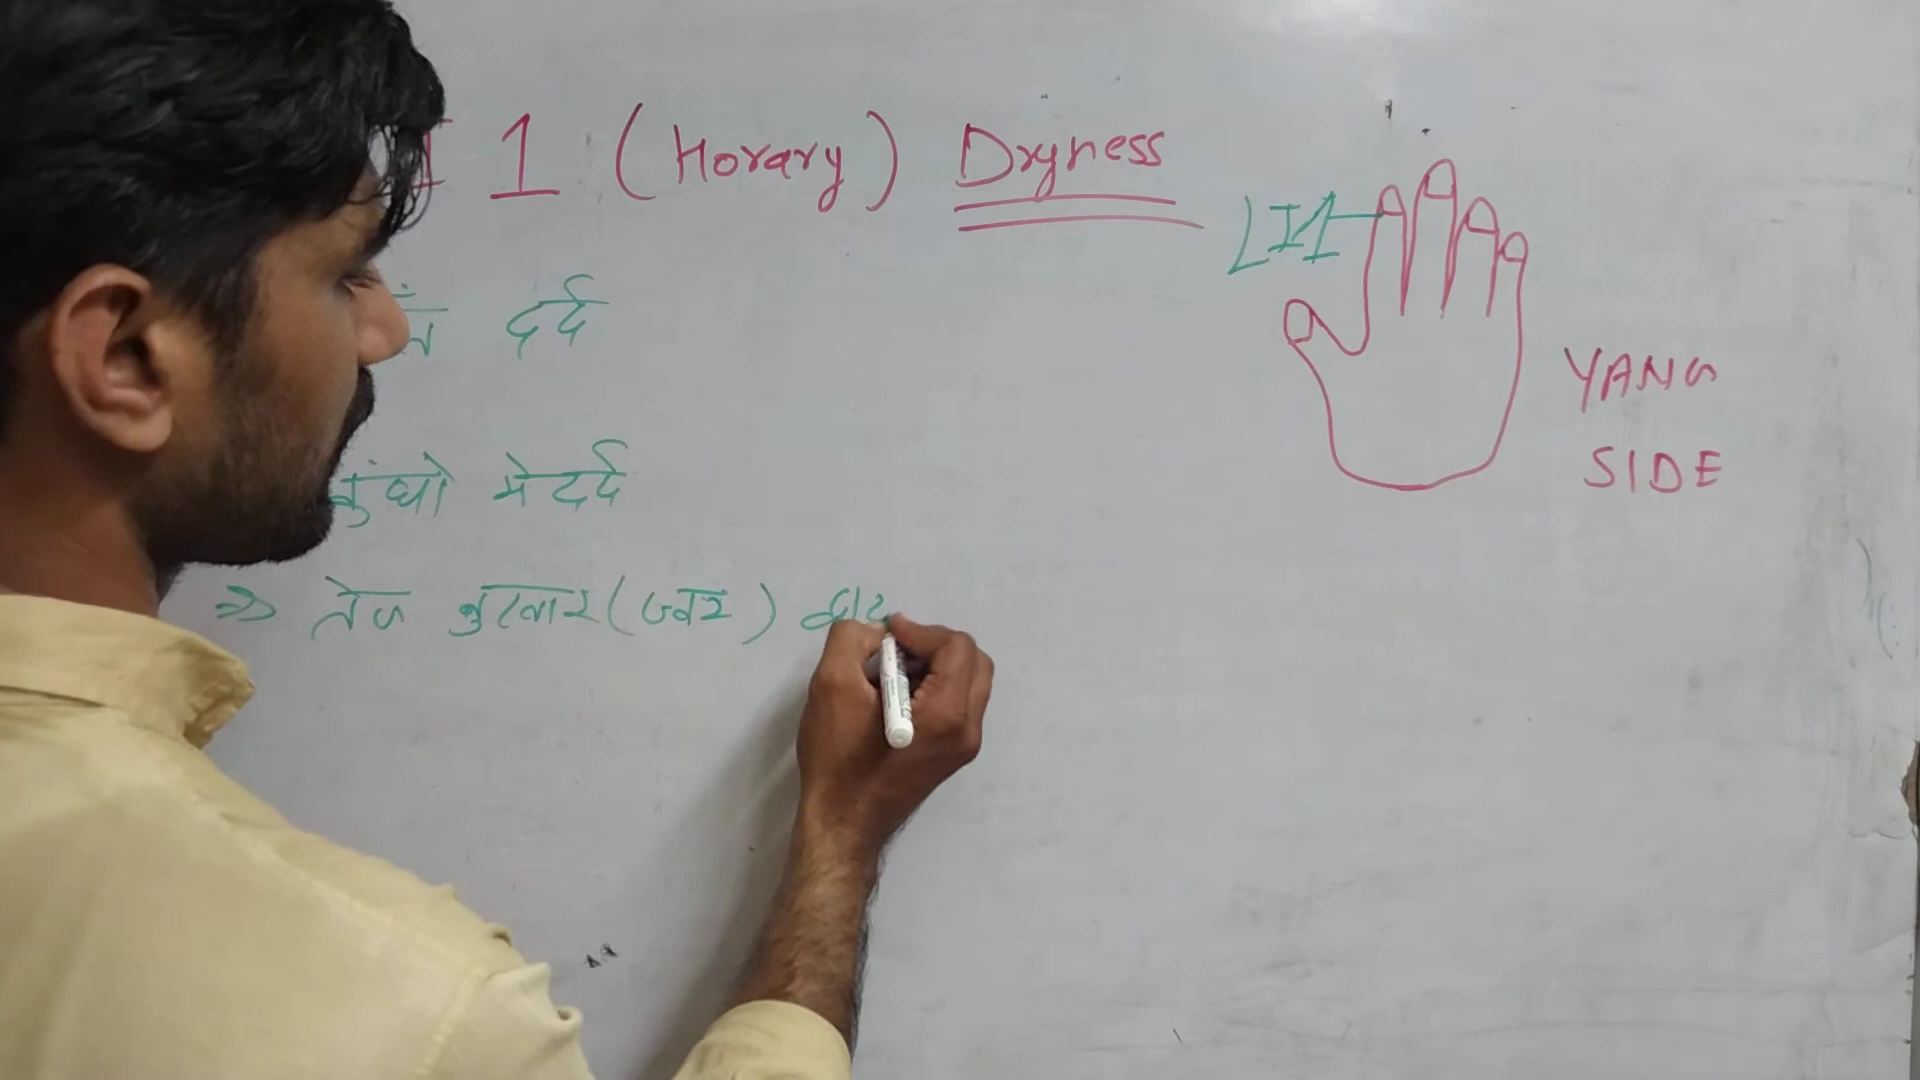 I 1 (Horary) Dryness
LI1
दर्द
YANG
कंधो मे दर्द
SIDE
⇒ तेज बुखार (ज्वर)